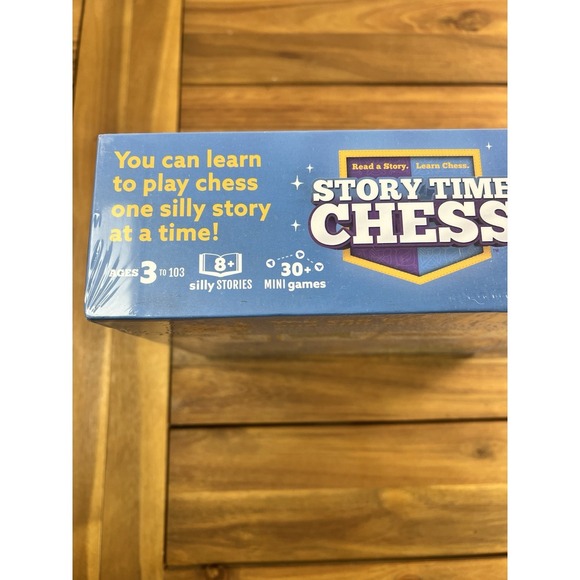 You can learn
to play chess
one silly story
at a time!
AGES 3 TO 103
8+
silly STORIES
30+
MINI games
Read a Story. Learn Chess.
STORY TIME
CHESS